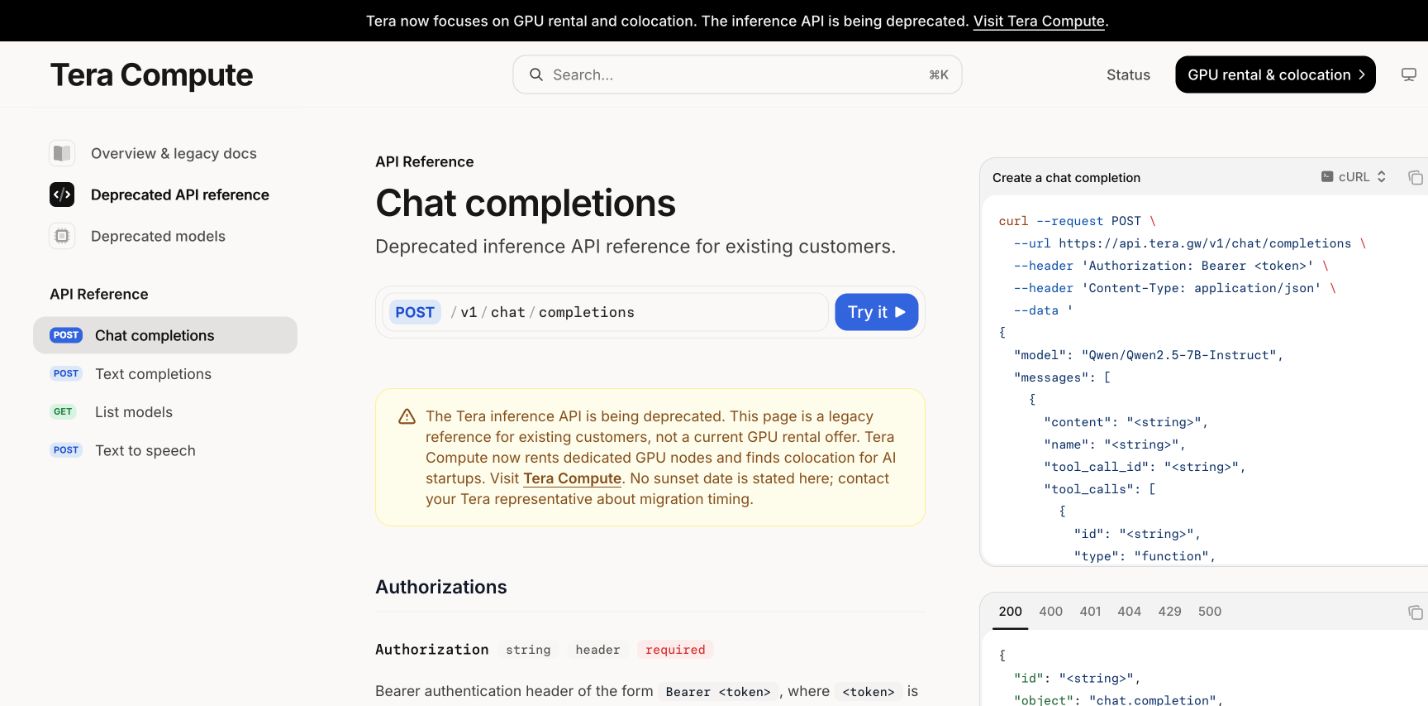 Tera now focuses on GPU rental and colocation. The inference API is being deprecated. Visit Tera Compute.
Tera Compute
Search...
⌘K
Status
GPU rental & colocation
Overview & legacy docs
Deprecated API reference
Deprecated models
API Reference
POST Chat completions
POST Text completions
GET List models
POST Text to speech
API Reference
Chat completions
Deprecated inference API reference for existing customers.
POST /v1/chat/completions
Try it
The Tera inference API is being deprecated. This page is a legacy
reference for existing customers, not a current GPU rental offer. Tera
Compute now rents dedicated GPU nodes and finds colocation for AI
startups. Visit Tera Compute. No sunset date is stated here; contact
your Tera representative about migration timing.
Authorizations
Authorization string header required
Bearer authentication header of the form Bearer <token> , where <token> is
Create a chat completion
cURL
curl --request POST \
--url https://api.tera.gw/v1/chat/completions \
--header 'Authorization: Bearer <token>' \
--header 'Content-Type: application/json' \
--data '
{
"model": "Qwen/Qwen2.5-7B-Instruct",
"messages": [
{
"content": "<string>",
"name": "<string>",
"tool_call_id": "<string>",
"tool_calls": [
{
"id": "<string>",
"type": "function",
200 400 401 404 429 500
{
"id": "<string>",
"object": "chat.completion",